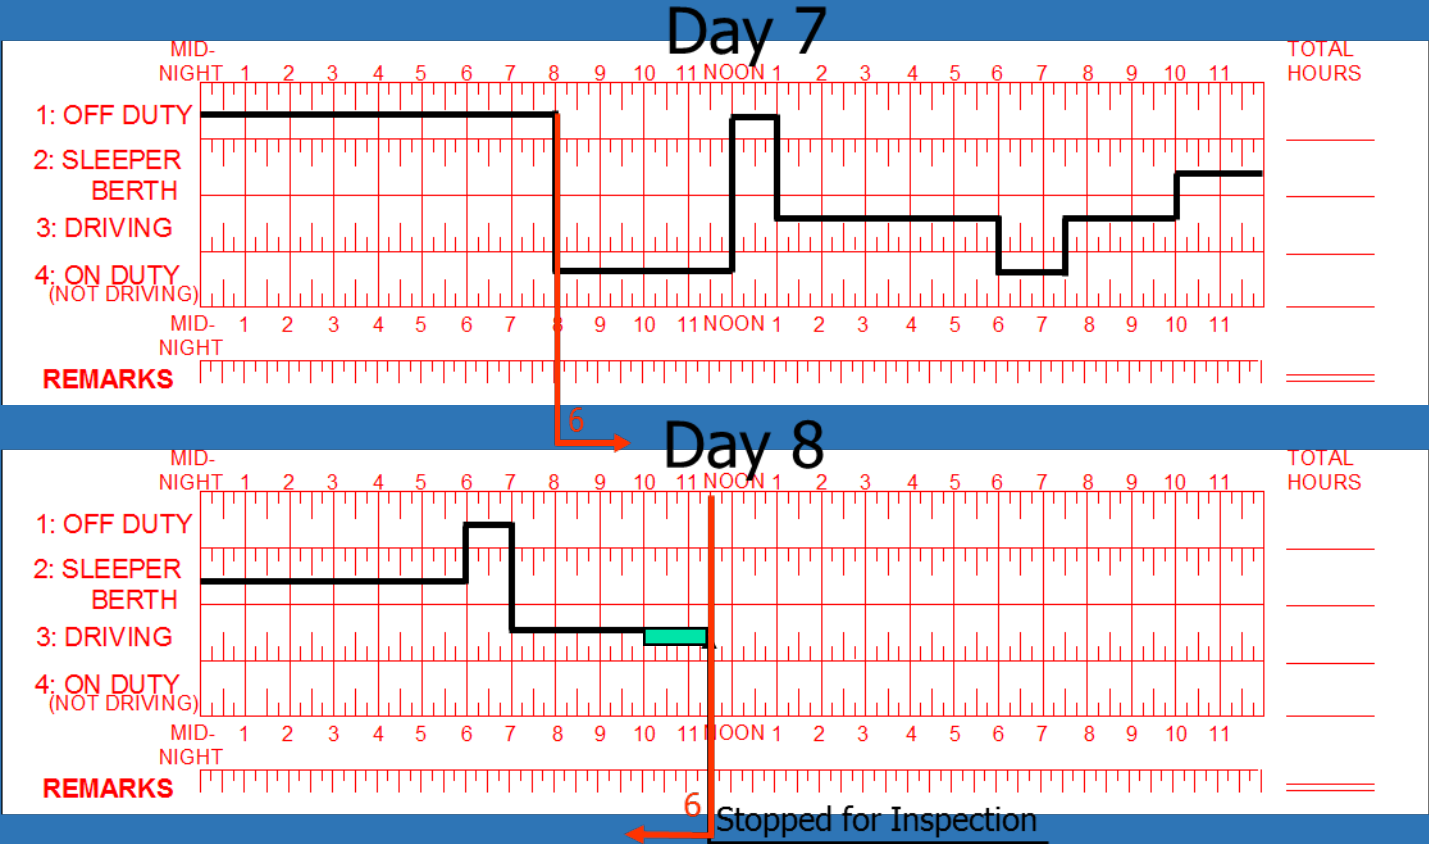 Day 7
MID-
NIGHT 1 2 3 4 5 6 7 8 9 10 11 NOON 1 2 3 4 5 6 7 8 9 10 11
TOTAL
HOURS
1: OFF DUTY
2: SLEEPER
BERTH
3: DRIVING
4: ON DUTY
(NOT DRIVING)
MID- 1 2 3 4 5 6 7 8 9 10 11 NOON 1 2 3 4 5 6 7 8 9 10 11
NIGHT
REMARKS
6
Day 8
MID-
NIGHT 1 2 3 4 5 6 7 8 9 10 11 NOON 1 2 3 4 5 6 7 8 9 10 11
TOTAL
HOURS
1: OFF DUTY
2: SLEEPER
BERTH
3: DRIVING
4: ON DUTY
(NOT DRIVING)
MID- 1 2 3 4 5 6 7 8 9 10 11 NOON 1 2 3 4 5 6 7 8 9 10 11
NIGHT
REMARKS
6
Stopped for Inspection